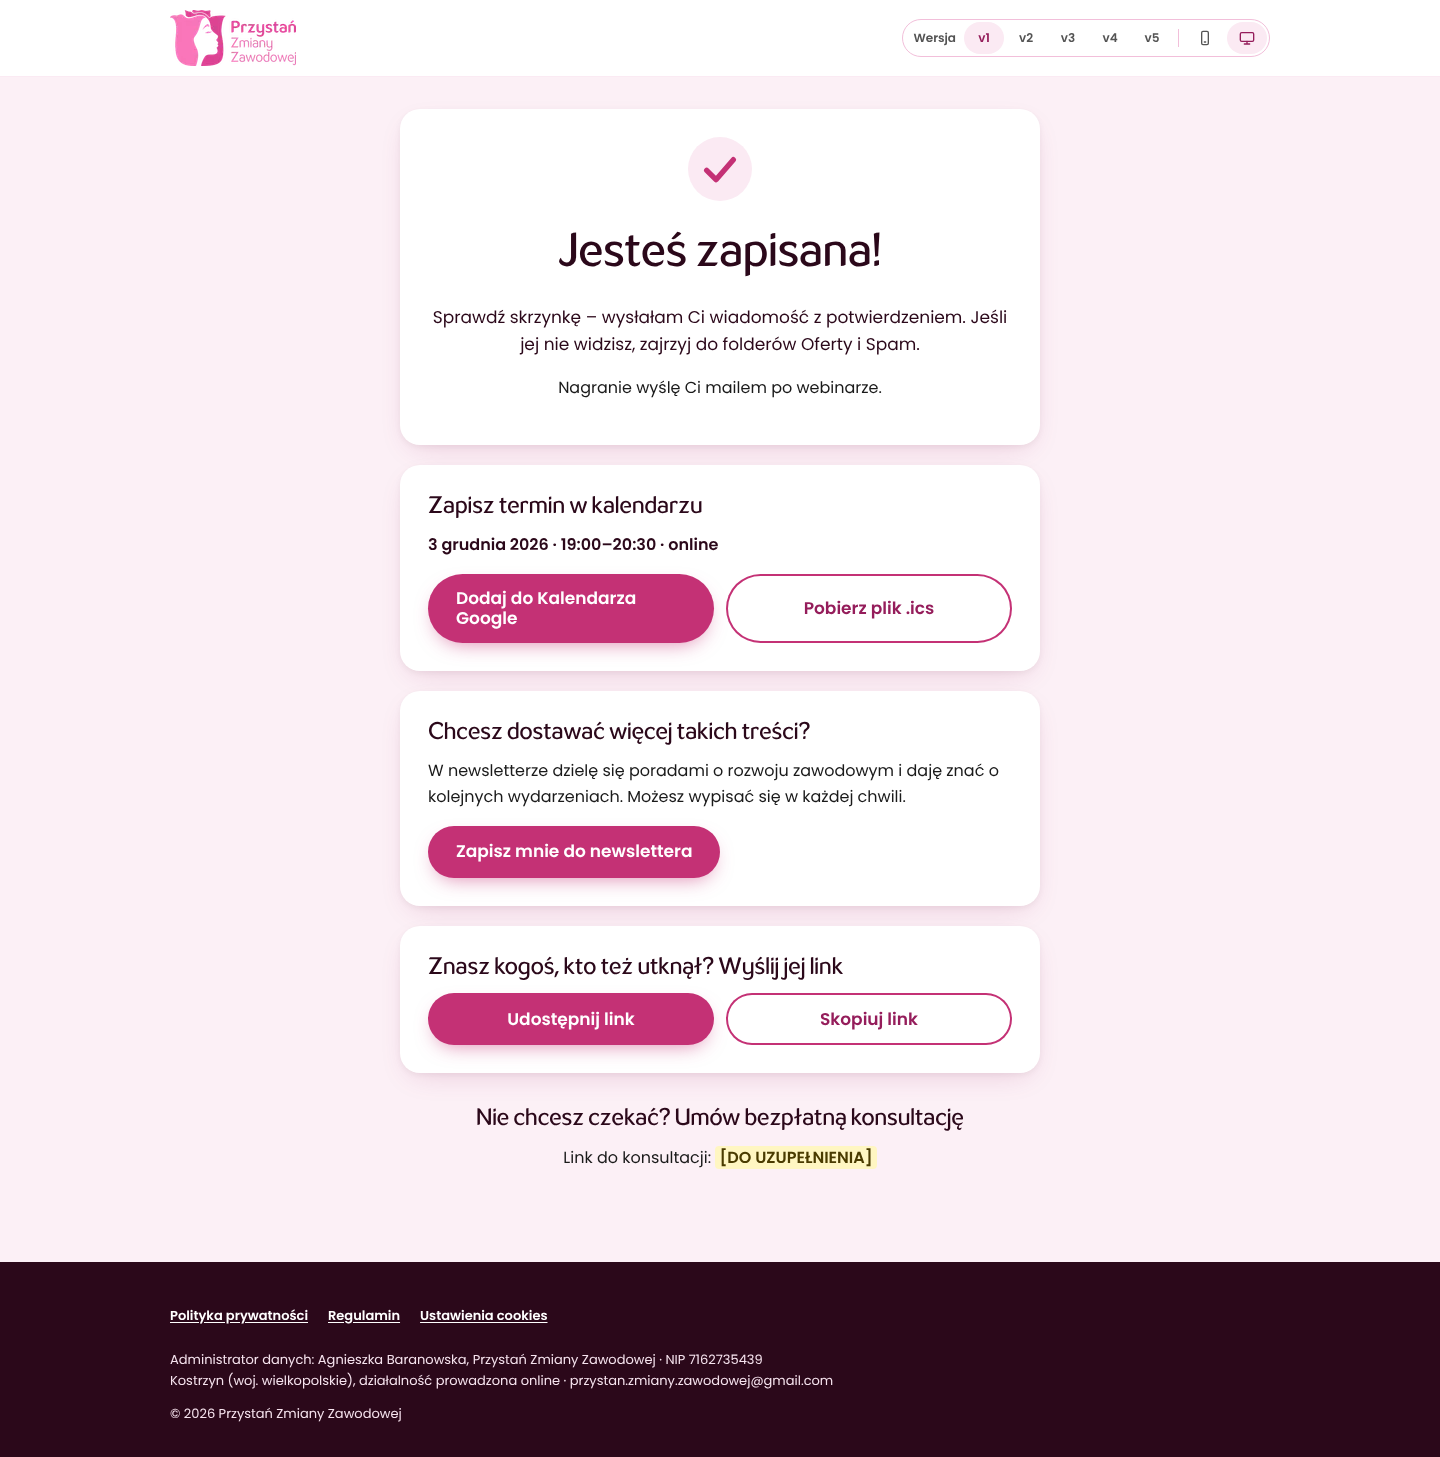 Przystań
Zmiany
Zawodowej
Wersja v1 v2 v3 v4 v5
Jesteś zapisana!
Sprawdź skrzynkę – wysłałam Ci wiadomość z potwierdzeniem. Jeśli
jej nie widzisz, zajrzyj do folderów Oferty i Spam.
Nagranie wyślę Ci mailem po webinarze.
Zapisz termin w kalendarzu
3 grudnia 2026 · 19:00–20:30 · online
Dodaj do Kalendarza
Google
Pobierz plik .ics
Chcesz dostawać więcej takich treści?
W newsletterze dzielę się poradami o rozwoju zawodowym i daję znać o
kolejnych wydarzeniach. Możesz wypisać się w każdej chwili.
Zapisz mnie do newslettera
Znasz kogoś, kto też utknął? Wyślij jej link
Udostępnij link
Skopiuj link
Nie chcesz czekać? Umów bezpłatną konsultację
Link do konsultacji: [DO UZUPEŁNIENIA]
Polityka prywatności Regulamin Ustawienia cookies
Administrator danych: Agnieszka Baranowska, Przystań Zmiany Zawodowej · NIP 7162735439
Kostrzyn (woj. wielkopolskie), działalność prowadzona online · przystan.zmiany.zawodowej@gmail.com
© 2026 Przystań Zmiany Zawodowej